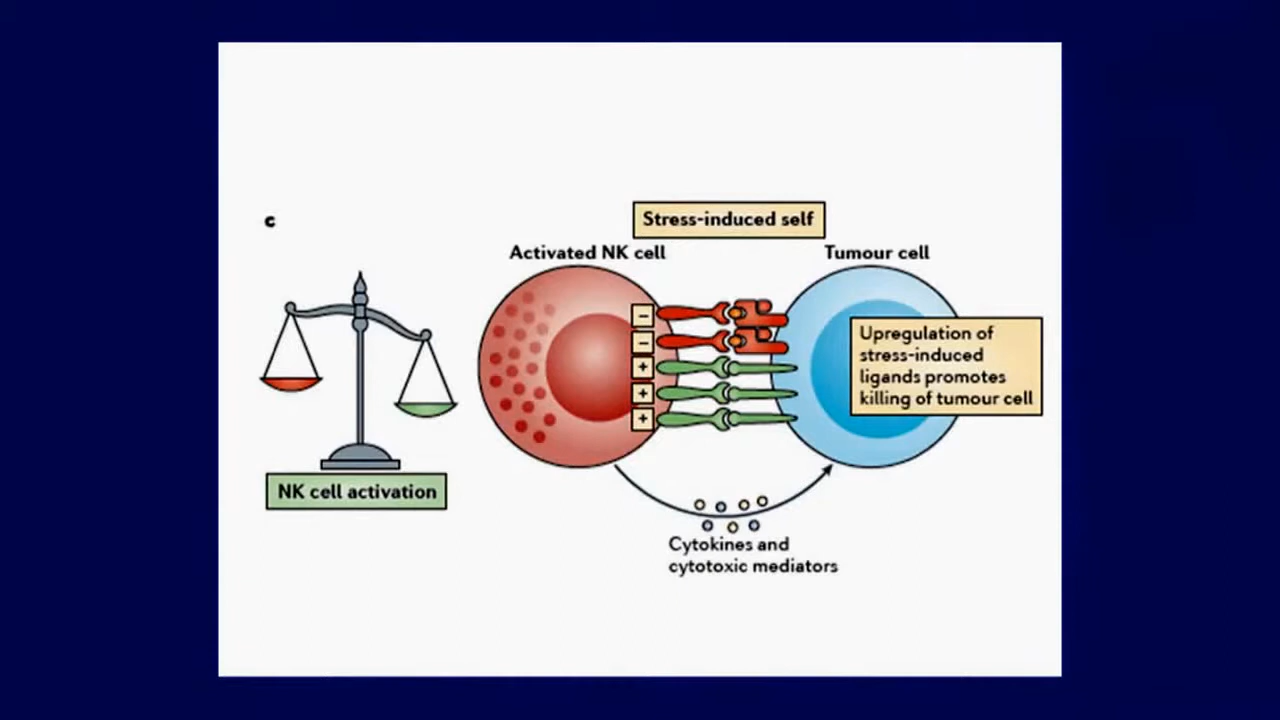 c
Stress-induced self
Activated NK cell
Tumour cell
−
−
+
+
+
Upregulation of
stress-induced
ligands promotes
killing of tumour cell
NK cell activation
Cytokines and
cytotoxic mediators